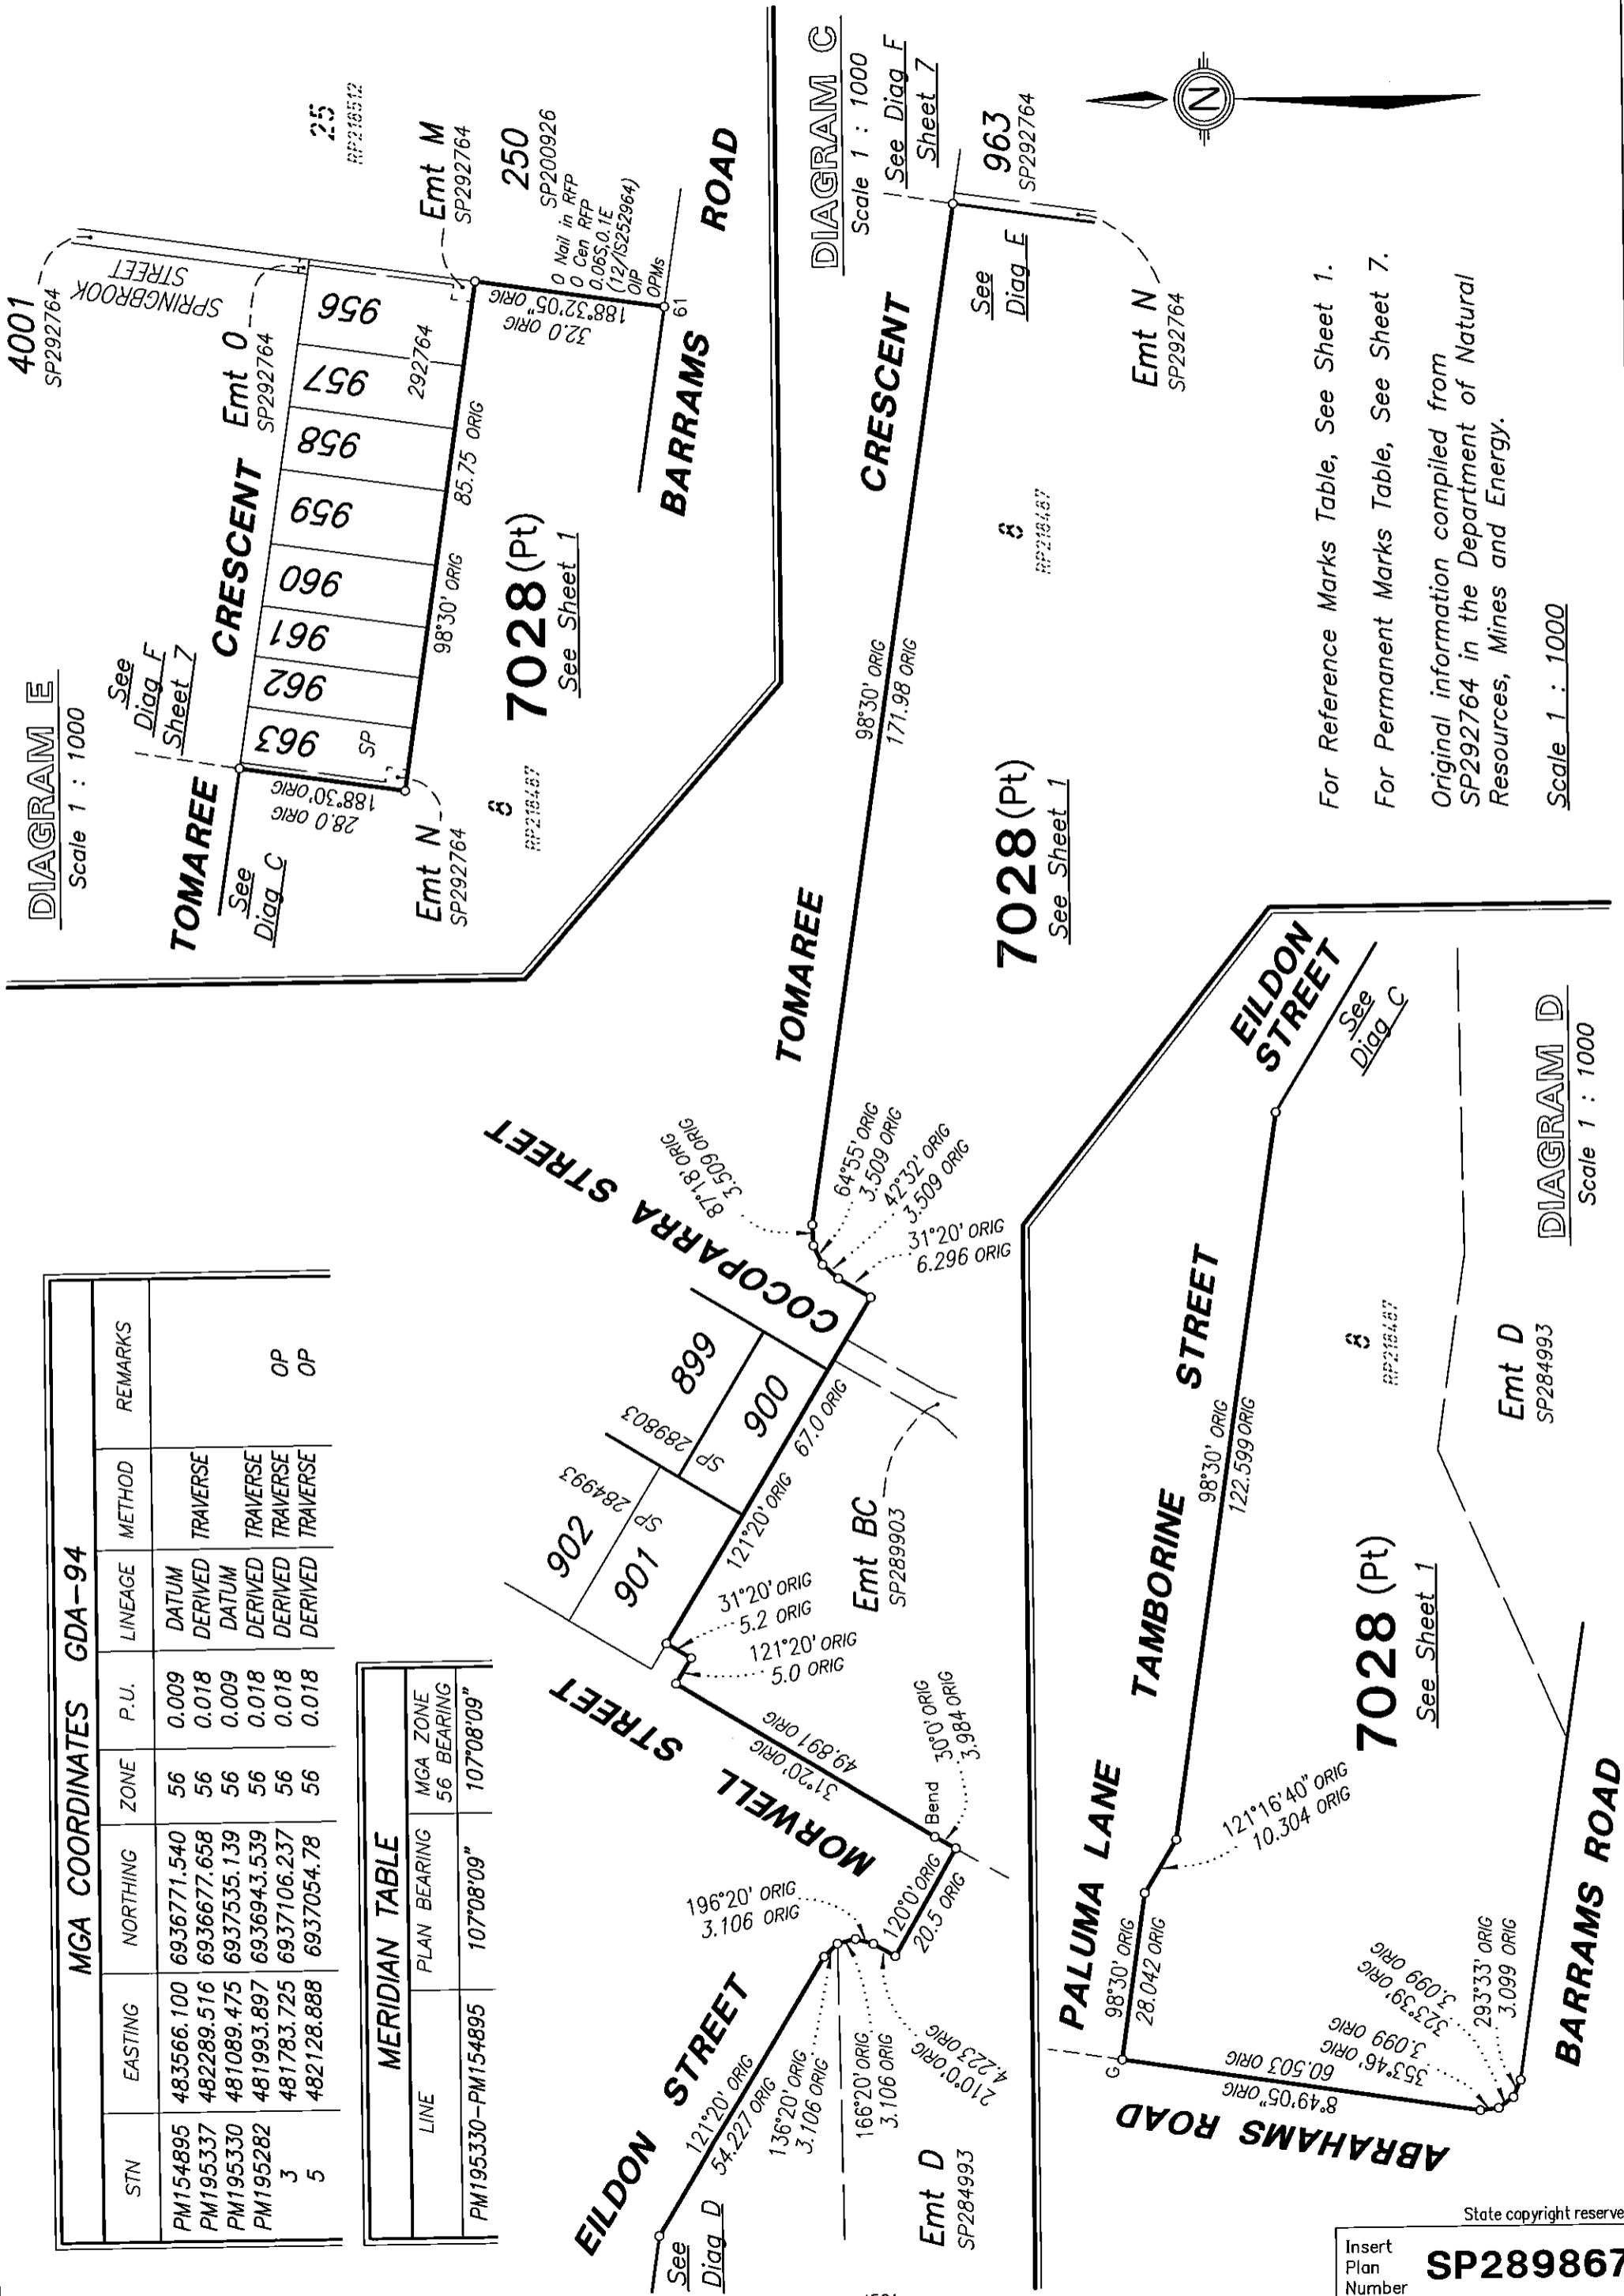 MGA COORDINATES GDA-94
STN EASTING NORTHING ZONE P.U. LINEAGE METHOD REMARKS
PM154895 483566.100 6936771.540 56 0.009 DATUM
PM195337 482289.516 6936677.658 56 0.018 DERIVED TRAVERSE
PM195330 481089.475 6937535.139 56 0.009 DATUM
PM195282 481993.897 6936943.539 56 0.018 DERIVED TRAVERSE
3 481783.725 6937106.237 56 0.018 DERIVED TRAVERSE OP
5 482128.888 6937054.78 56 0.018 DERIVED TRAVERSE OP
MERIDIAN TABLE
LINE PLAN BEARING MGA ZONE
56 BEARING
PM195330-PM154895 107°08'09" 107°08'09"
DIAGRAM E
Scale 1 : 1000
TOMAREE CRESCENT
See
Diag F
Sheet 7
See
Diag C
28.0 ORIG
188°30' ORIG
963
962
961
960
959
958
957
956
SP 292764
Emt O
SP292764
4001
SP292764
SPRINGBROOK
STREET
25
RP218512
Emt M
SP292764
250
SP200926
O Nail in RFP
O Cen RFP
0.06S,0.1E
(12/IS252964)
OIP
OPMs
61
32.0 ORIG
188°32'05" ORIG
98°30' ORIG 85.75 ORIG
Emt N
SP292764
8
RP218487
7028(Pt)
See Sheet 1
BARRAMS ROAD
DIAGRAM C
Scale 1 : 1000
See Diag F
Sheet 7
963
SP292764
See
Diag E
Emt N
SP292764
TOMAREE CRESCENT
98°30' ORIG
171.98 ORIG
8
RP218487
7028(Pt)
See Sheet 1
COCOPARRA STREET
87°18' ORIG
3.509 ORIG
64°55' ORIG
3.509 ORIG
42°32' ORIG
3.509 ORIG
31°20' ORIG
6.296 ORIG
899
900
SP 289803
902
901
SP 284993
121°20' ORIG 67.0 ORIG
31°20' ORIG
5.2 ORIG
121°20' ORIG
5.0 ORIG
Emt BC
SP289903
MORWELL STREET
31°20' ORIG
49.891 ORIG
Bend
30°0' ORIG
3.984 ORIG
120°0' ORIG
20.5 ORIG
196°20' ORIG
3.106 ORIG
EILDON STREET
121°20' ORIG
54.227 ORIG
136°20' ORIG
3.106 ORIG
166°20' ORIG
3.106 ORIG
210°0' ORIG
4.223 ORIG
See
Diag D
Emt D
SP284993
N
For Reference Marks Table, See Sheet 1.
For Permanent Marks Table, See Sheet 7.
Original information compiled from
SP292764 in the Department of Natural
Resources, Mines and Energy.
Scale 1 : 1000
DIAGRAM D
Scale 1 : 1000
EILDON
STREET
See
Diag C
TAMBORINE STREET
98°30' ORIG
122.599 ORIG
PALUMA LANE
98°30' ORIG
28.042 ORIG
G
121°16'40" ORIG
10.304 ORIG
8
RP218487
Emt D
SP284993
7028 (Pt)
See Sheet 1
ABRAHAMS ROAD
8°49'05" ORIG
60.503 ORIG
353°46' ORIG
3.099 ORIG
323°39' ORIG
3.099 ORIG
293°33' ORIG
3.099 ORIG
BARRAMS ROAD
State copyright reserve
Insert
Plan
Number
SP289867